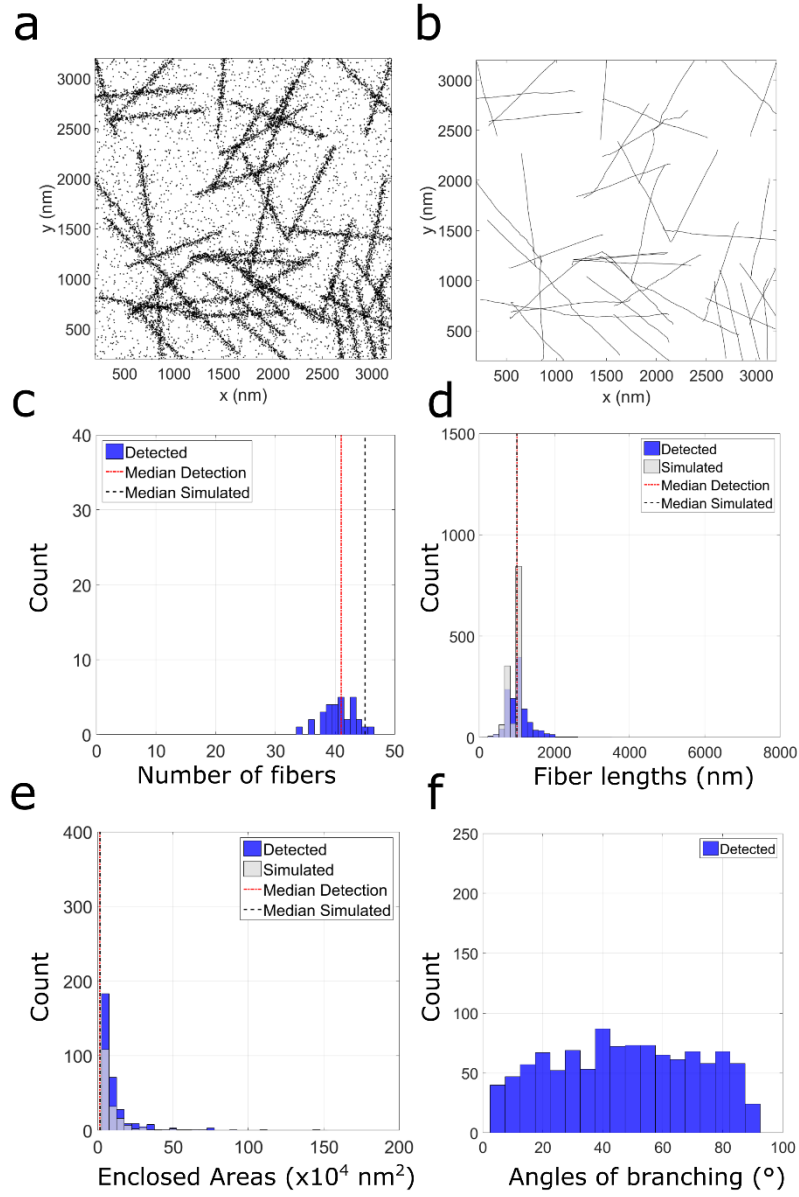 a
b
3000
2500
2000
1500
1000
500
y (nm)
500 1000 1500 2000 2500 3000
x (nm)
3000
2500
2000
1500
1000
500
y (nm)
500 1000 1500 2000 2500 3000
x (nm)
c
d
40
30
20
10
0
Count
Detected
Median Detection
Median Simulated
0 10 20 30 40 50
Number of fibers
1500
1000
500
0
Count
Detected
Simulated
Median Detection
Median Simulated
0 2000 4000 6000 8000
Fiber lengths (nm)
e
f
400
300
200
100
0
Count
Detected
Simulated
Median Detection
Median Simulated
0 50 100 150 200
Enclosed Areas (x10⁴ nm²)
250
200
150
100
50
0
Count
Detected
0 20 40 60 80 100
Angles of branching (°)